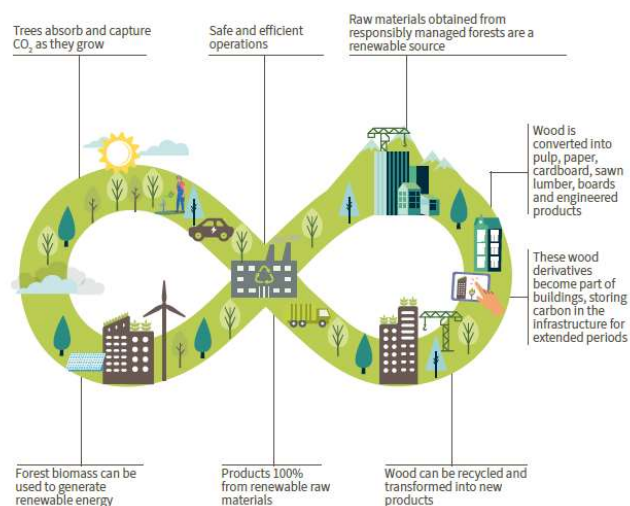 Trees absorb and capture
CO₂ as they grow
Safe and efficient
operations
Raw materials obtained from
responsibly managed forests are a
renewable source
Wood is
converted into
pulp, paper,
cardboard, sawn
lumber, boards
and engineered
products
These wood
derivatives
become part of
buildings, storing
carbon in the
infrastructure for
extended periods
Forest biomass can be
used to generate
renewable energy
Products 100%
from renewable raw
materials
Wood can be recycled and
transformed into new
products